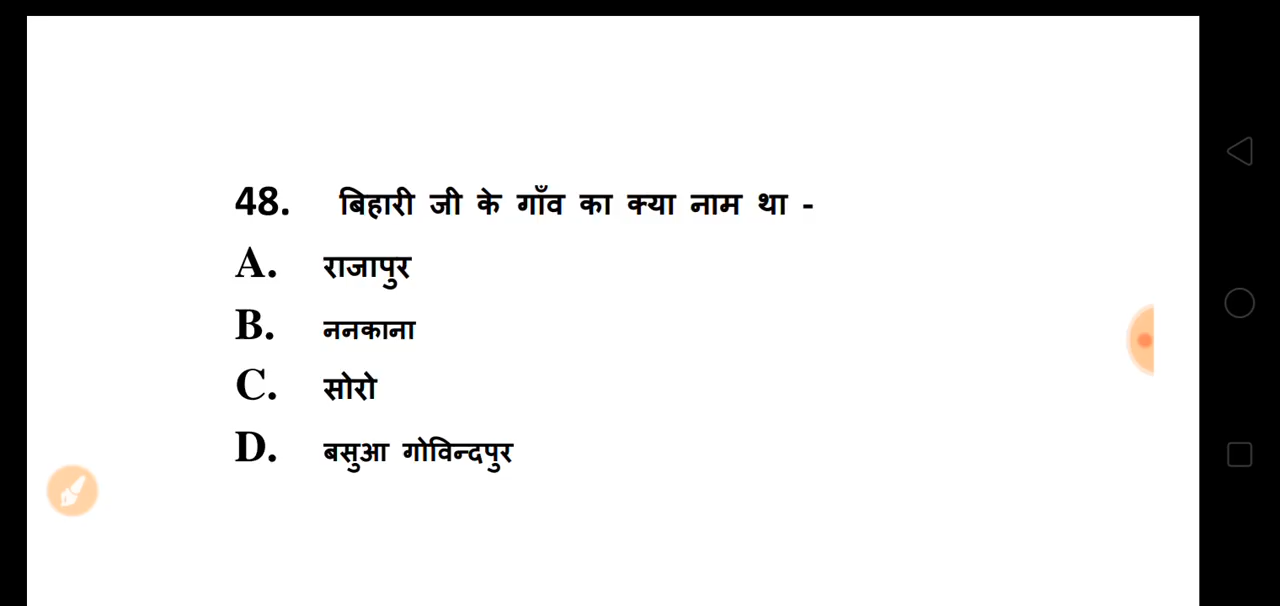 48. बिहारी जी के गाँव का क्या नाम था -
A. राजापुर
B. ननकाना
C. सोरो
D. बसुआ गोविन्दपुर